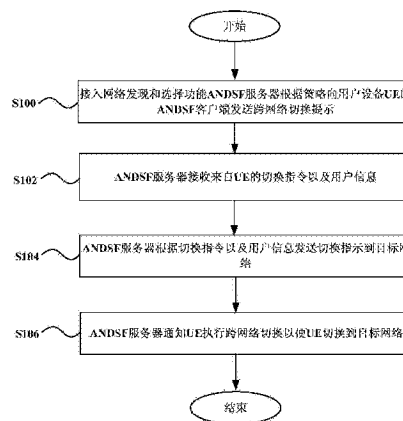 开始
S100
接入网络发现和选择功能ANDSF服务器根据策略向用户设备UE的
ANDSF客户端发送跨网络切换提示
S102
ANDSF服务器接收来自UE的切换指令以及用户信息
S104
ANDSF服务器根据切换指令以及用户信息发送切换指示到目标网
络
S106
ANDSF服务器通知UE执行跨网络切换以使UE切换到目标网络
结束